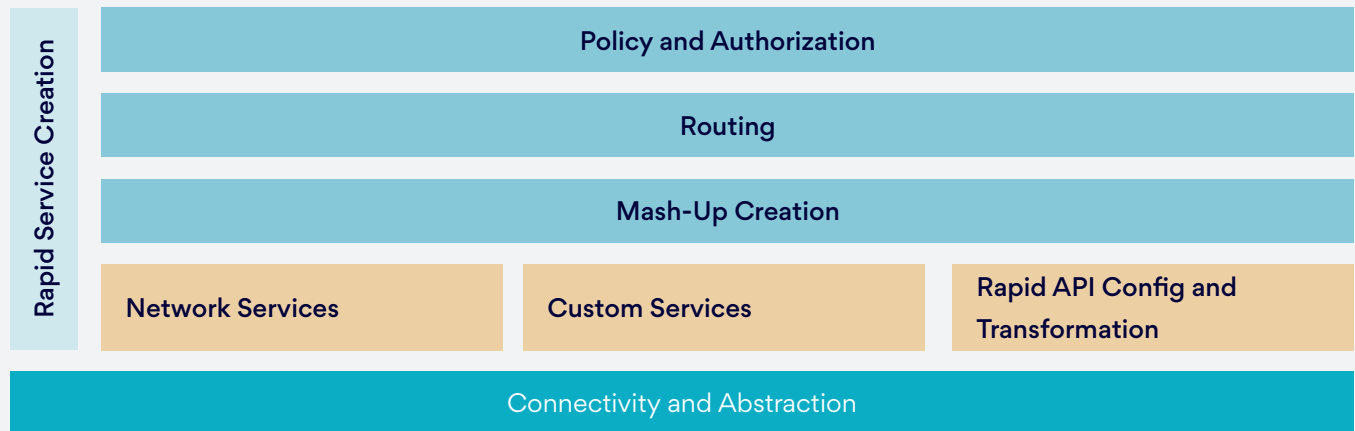 Rapid Service Creation
Policy and Authorization
Routing
Mash-Up Creation
Network Services
Custom Services
Rapid API Config and
Transformation
Connectivity and Abstraction